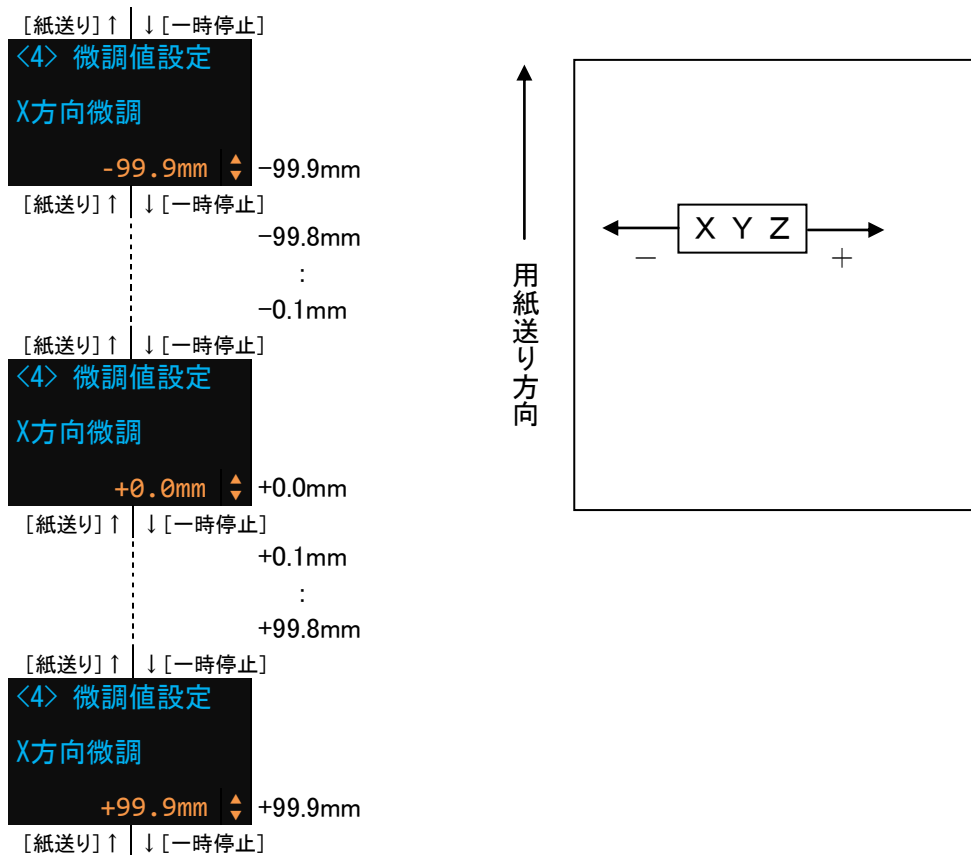 [紙送り]↑ ↓[一時停止]
<4> 微調値設定
X方向微調
-99.9mm
−99.9mm
[紙送り]↑ ↓[一時停止]
−99.8mm
:
−0.1mm
[紙送り]↑ ↓[一時停止]
<4> 微調値設定
X方向微調
+0.0mm
+0.0mm
[紙送り]↑ ↓[一時停止]
+0.1mm
:
+99.8mm
[紙送り]↑ ↓[一時停止]
<4> 微調値設定
X方向微調
+99.9mm
+99.9mm
[紙送り]↑ ↓[一時停止]
用紙送り方向
X Y Z
− +